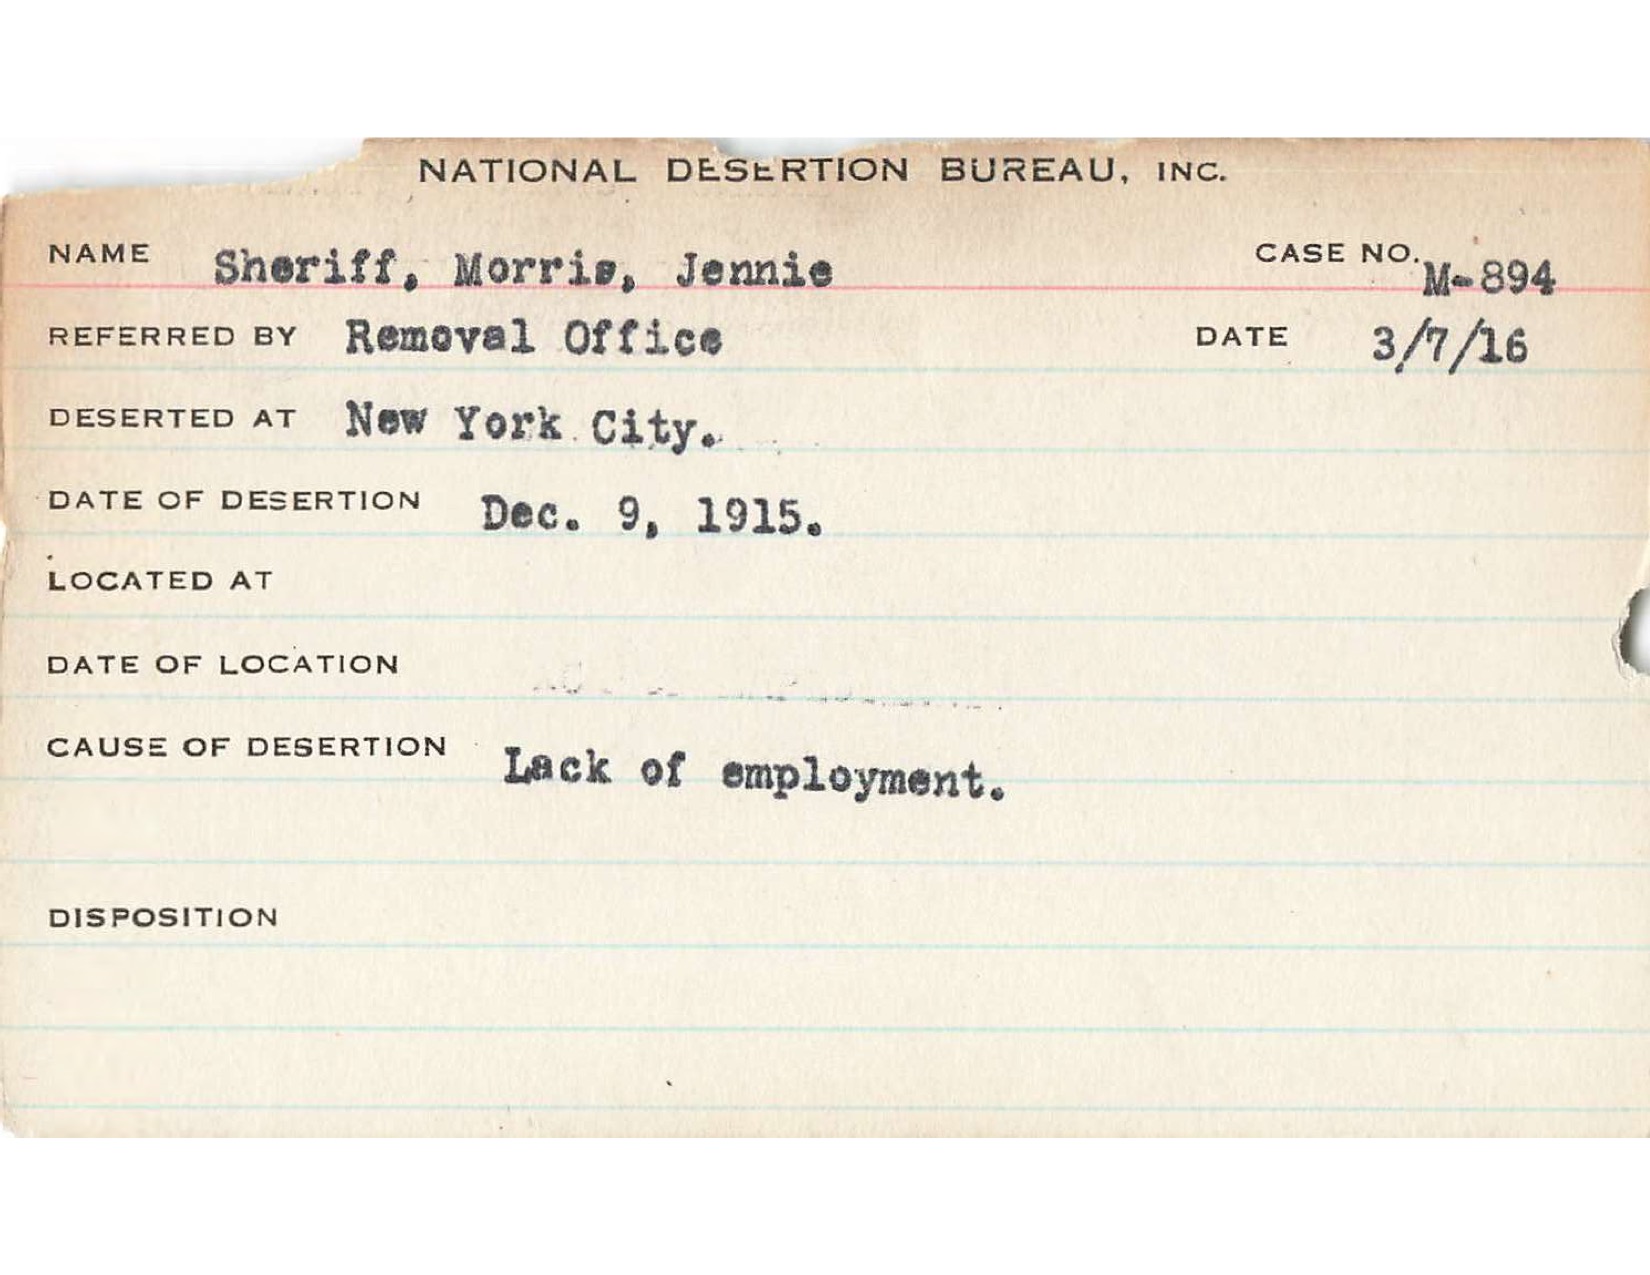 NATIONAL DESERTION BUREAU, INC.
NAME Sheriff, Morris, Jennie CASE NO. M-894
REFERRED BY Removal Office DATE 3/7/16
DESERTED AT New York City.
DATE OF DESERTION Dec. 9, 1915.
LOCATED AT
DATE OF LOCATION
CAUSE OF DESERTION Lack of employment.
DISPOSITION